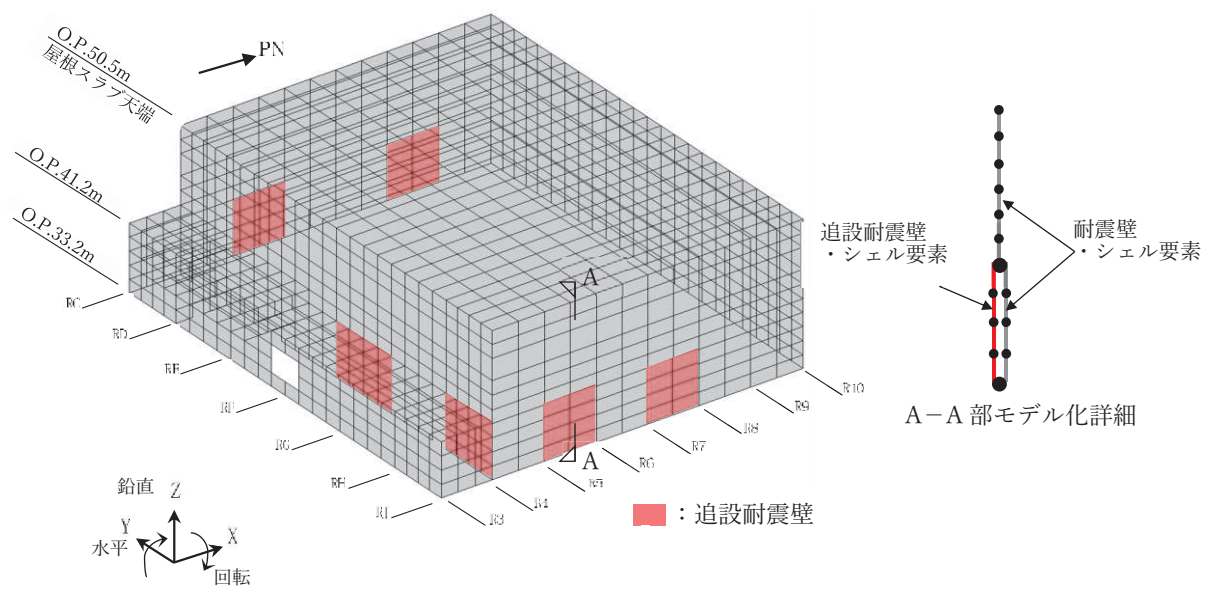 O.P.50.5m
屋根スラブ天端
PN
O.P.41.2m
O.P.33.2m
RC
RD
RE
RF
RG
RH
RI
R3
R4
R5
R6
R7
R8
R9
R10
A
A
:追設耐震壁
鉛直 Z
Y
水平
X
回転
追設耐震壁
・シェル要素
耐震壁
・シェル要素
A-A 部モデル化詳細